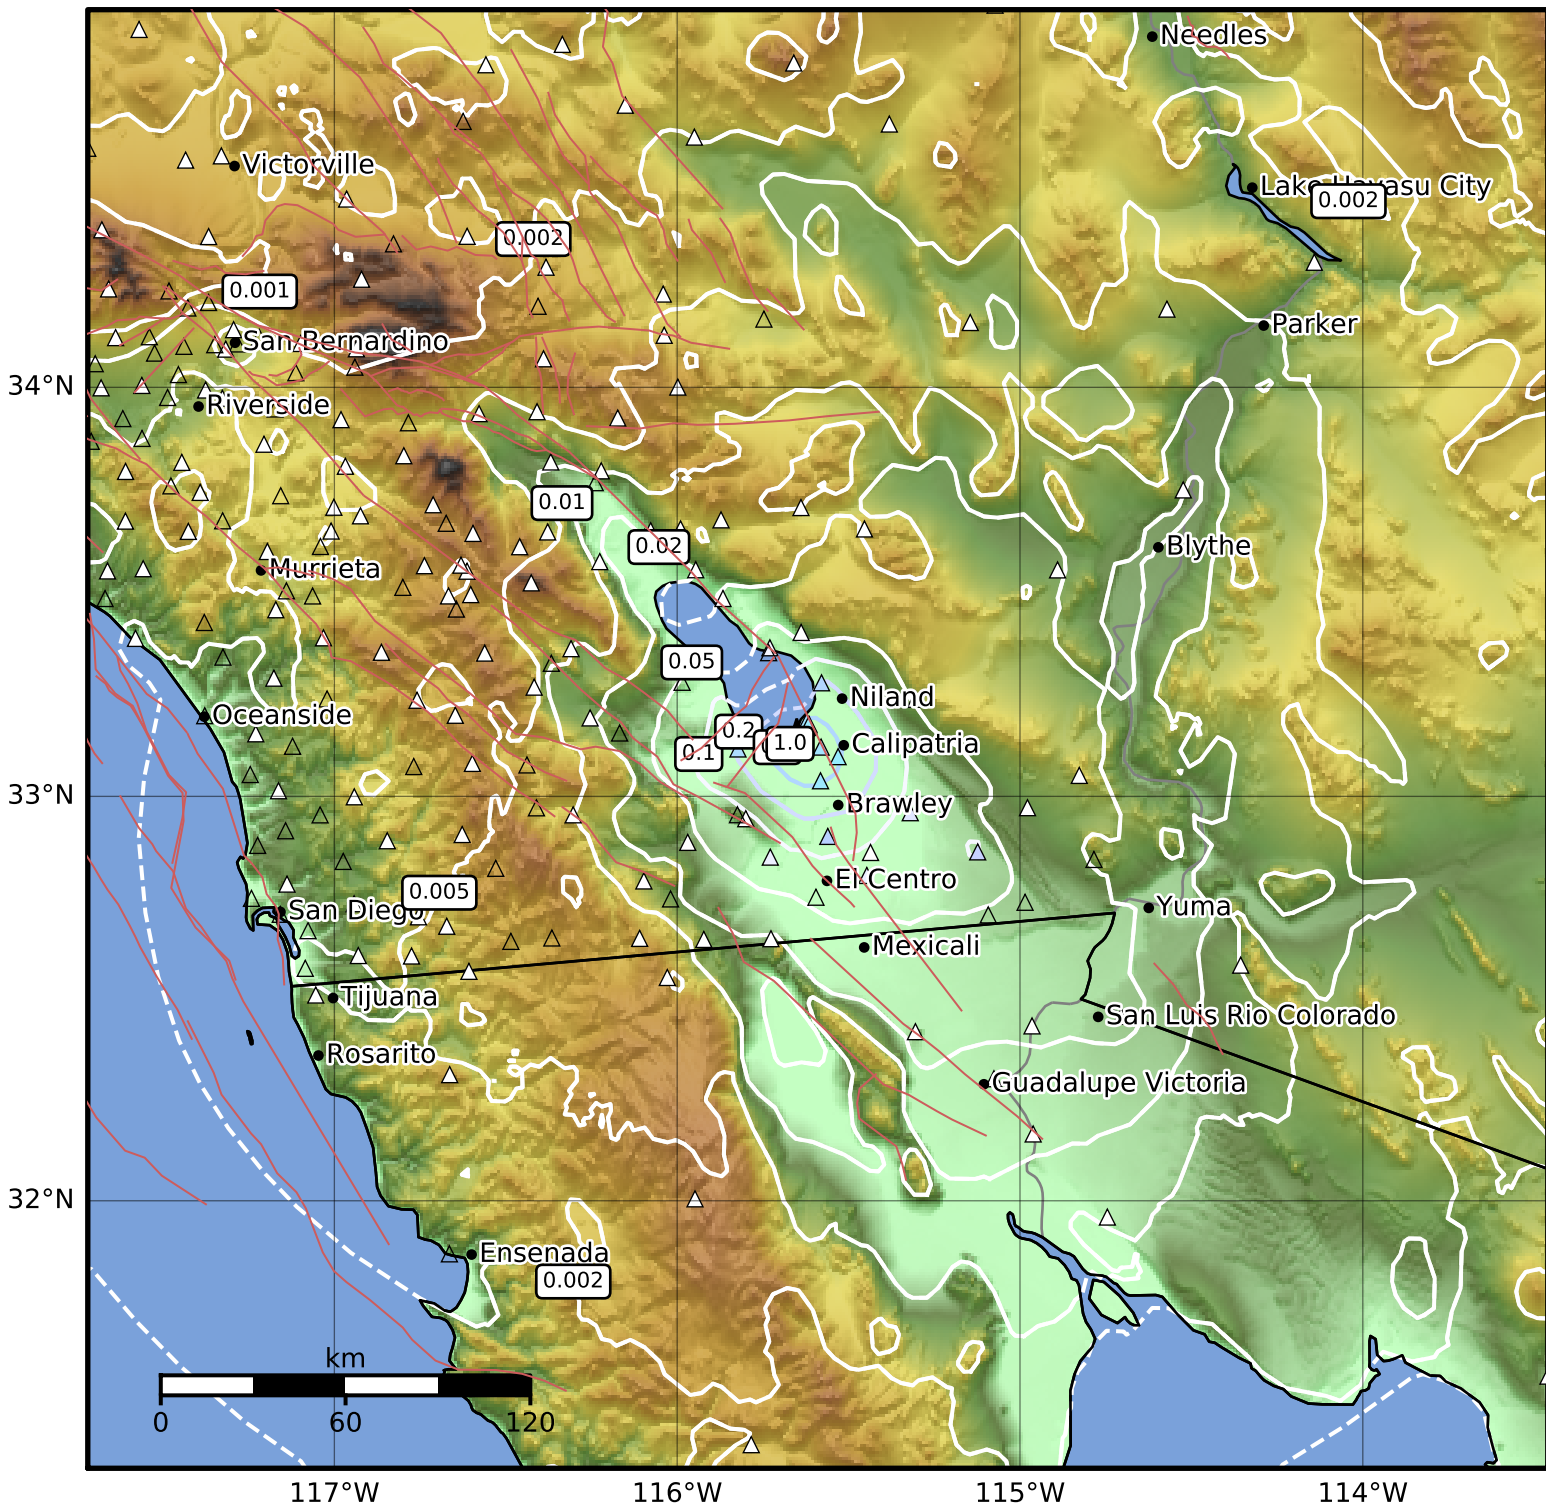 Needles
Victorville
Lake Havasu City
0.002
0.002
0.001
Parker
San Bernardino
34°N
Riverside
0.01
0.02
Blythe
Murrieta
0.05
Niland
Oceanside
0.2
1.0
Calipatria
0.1
33°N
Brawley
El Centro
0.005
San Diego
Yuma
Mexicali
Tijuana
San Luis Rio Colorado
Rosarito
Guadalupe Victoria
32°N
Ensenada
0.002
km
0 60 120
117°W 116°W 115°W 114°W